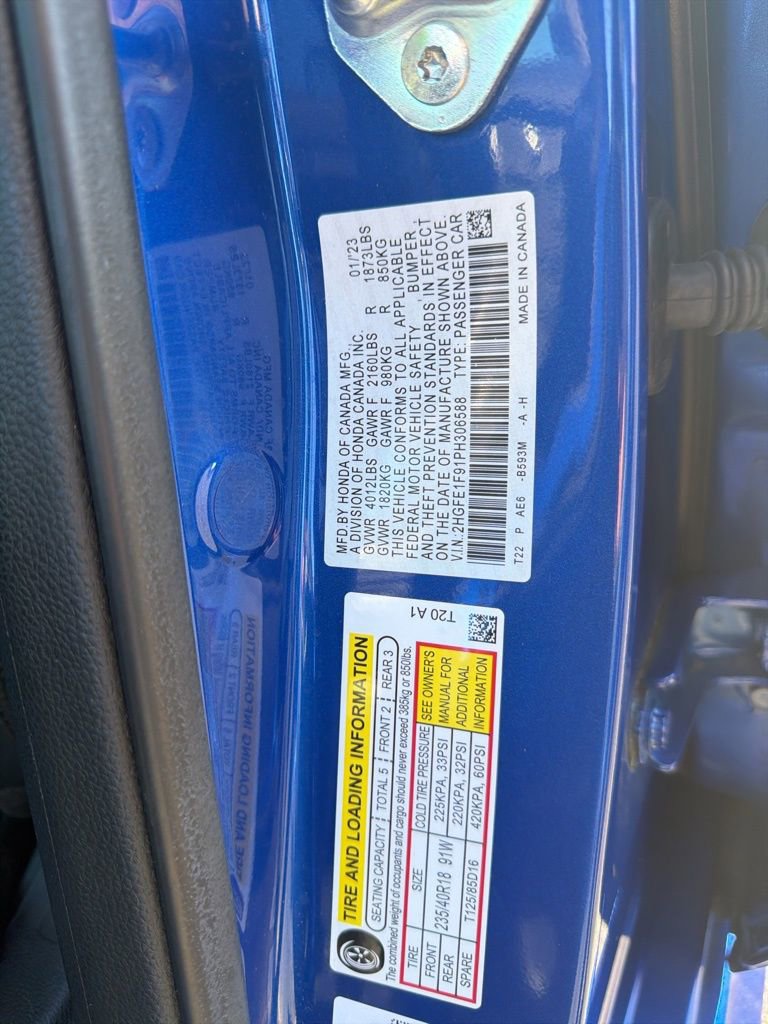 MFD BY HONDA OF CANADA MFG., 01/'23
A DIVISION OF HONDA CANADA INC.
GVWR 4012LBS GAWR F 2160LBS R 1873LBS
GVWR 1820KG GAWR F 980KG R 850KG
THIS VEHICLE CONFORMS TO ALL APPLICABLE
FEDERAL MOTOR VEHICLE SAFETY, BUMPER,
AND THEFT PREVENTION STANDARDS IN EFFECT
ON THE DATE OF MANUFACTURE SHOWN ABOVE.
V.I.N.:2HGFE1F91PH306588 TYPE: PASSENGER CAR
T22 P AE6 -B593M -A -H MADE IN CANADA
TIRE AND LOADING INFORMATION
T20 A1
SEATING CAPACITY TOTAL 5 FRONT 2 REAR 3
The combined weight of occupants and cargo should never exceed 385kg or 850lbs.
TIRE SIZE COLD TIRE PRESSURE SEE OWNER'S
FRONT 235/40R18 91W 225KPA, 33PSI MANUAL FOR
REAR 220KPA, 32PSI ADDITIONAL
SPARE T125/85D16 420KPA, 60PSI INFORMATION